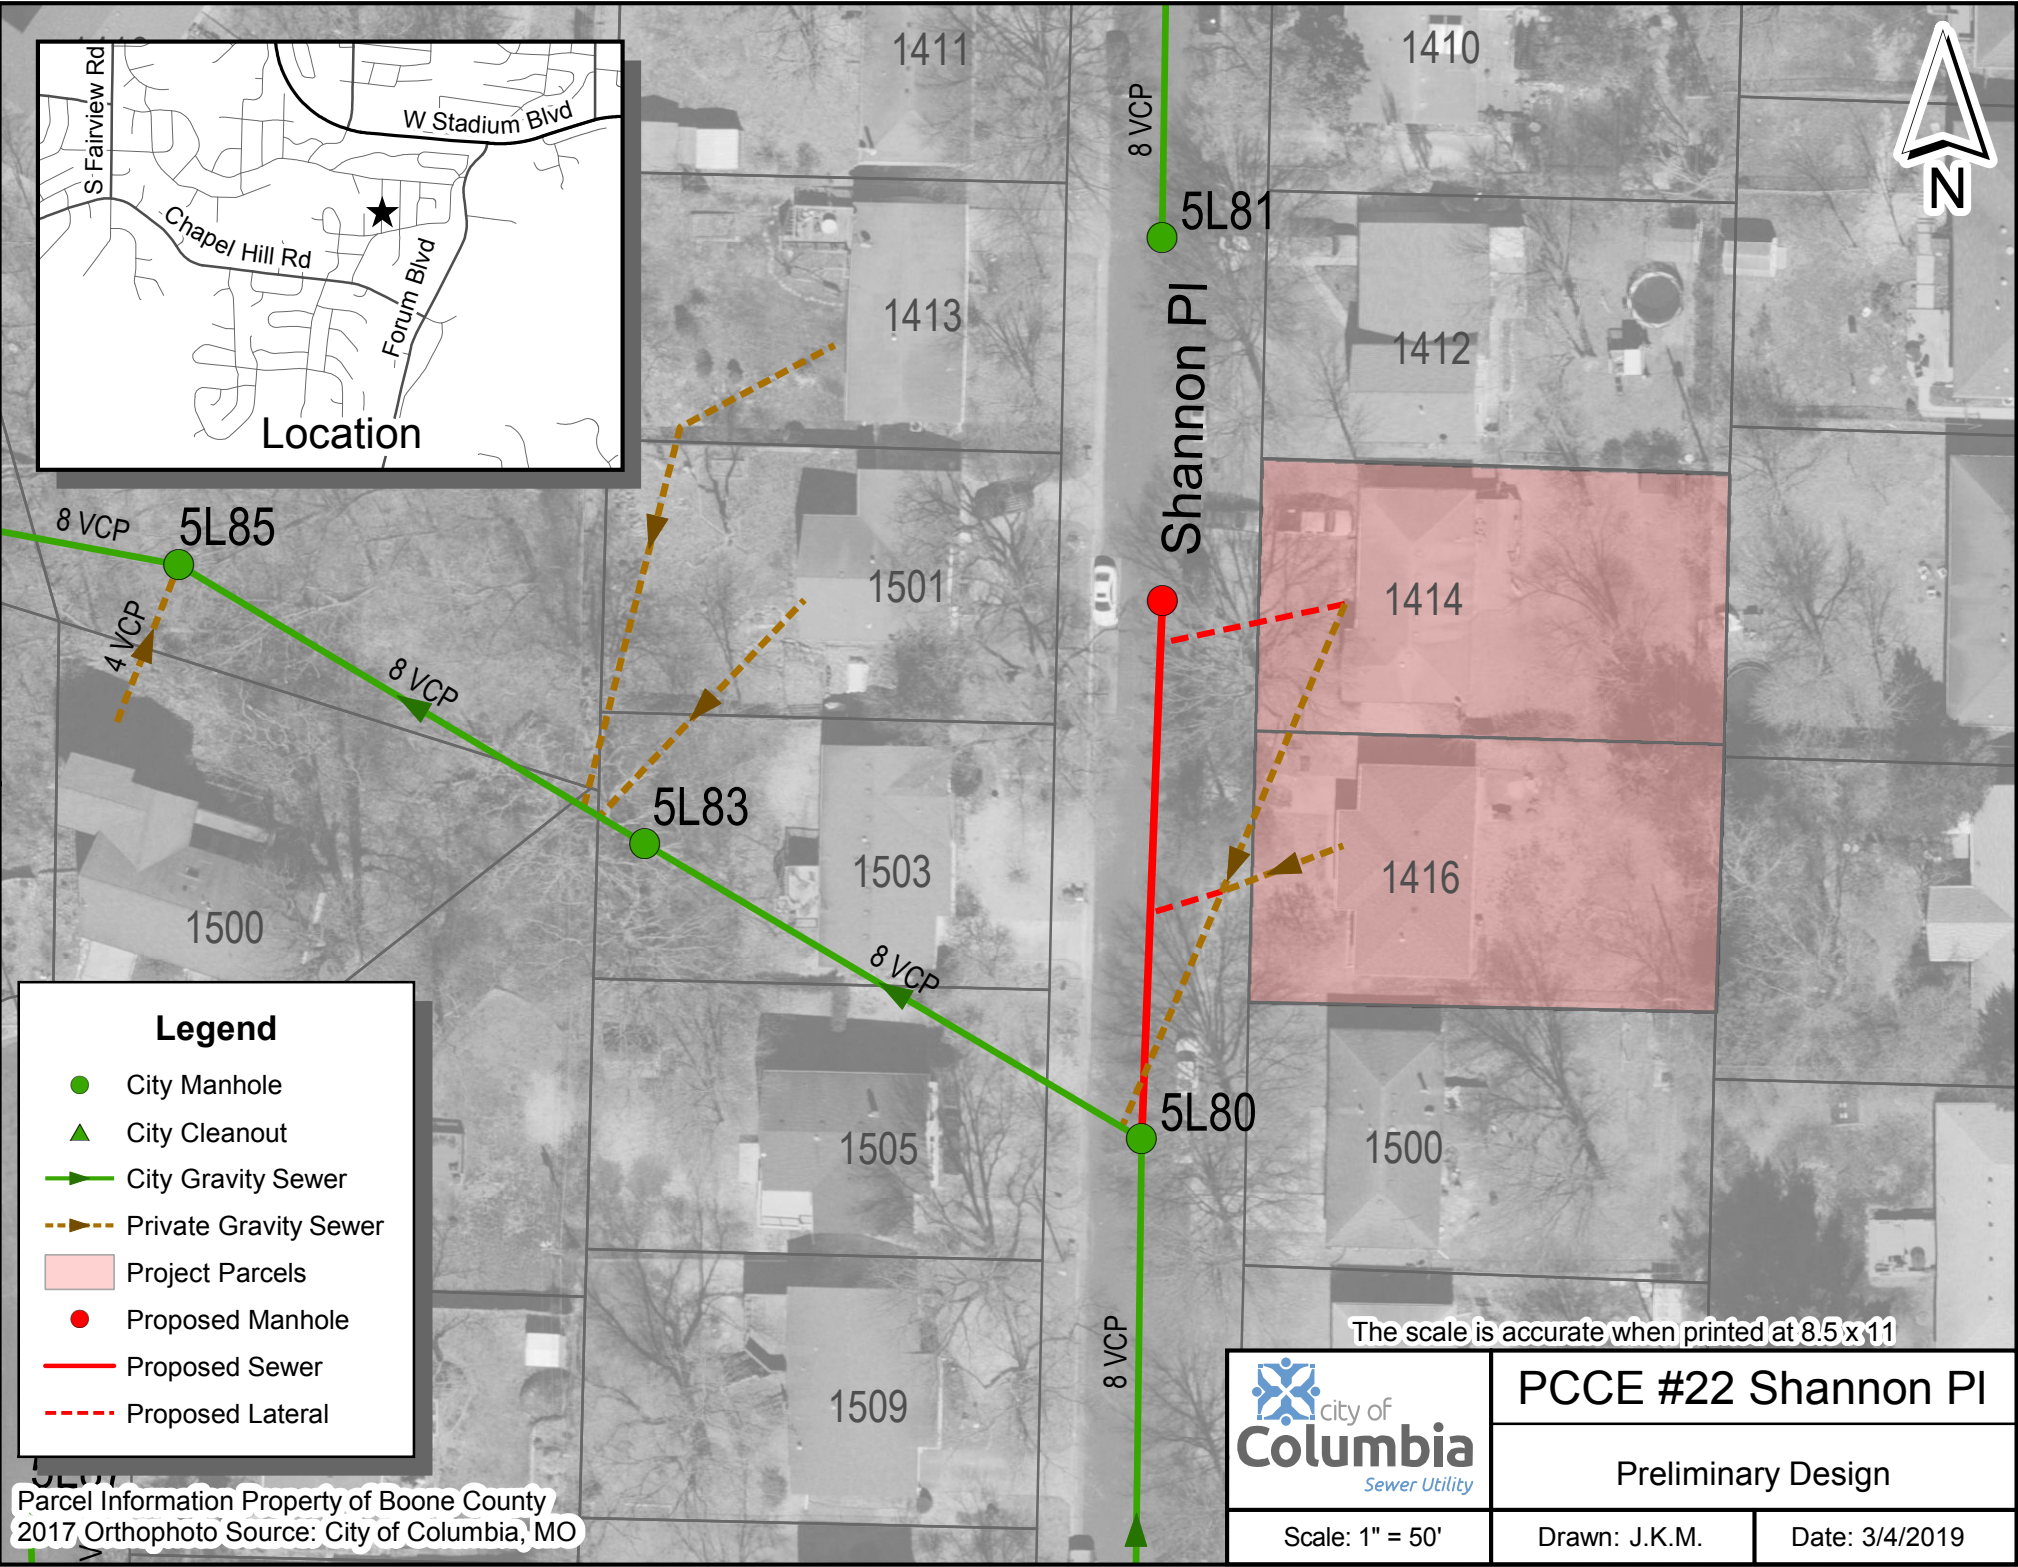 S Fairview Rd
W Stadium Blvd
Chapel Hill Rd
Forum Blvd
Location
1411
1410
8 VCP
5L81
N
Shannon Pl
1413
1412
8 VCP
5L85
1501
1414
4 VCP
8 VCP
5L83
1503
1416
1500
8 VCP
5L80
1505
1500
8 VCP
1509
Legend
City Manhole
City Cleanout
City Gravity Sewer
Private Gravity Sewer
Project Parcels
Proposed Manhole
Proposed Sewer
Proposed Lateral
Parcel Information Property of Boone County
2017 Orthophoto Source: City of Columbia, MO
The scale is accurate when printed at 8.5 x 11
city of
Columbia
Sewer Utility
PCCE #22 Shannon Pl
Preliminary Design
Scale: 1" = 50'
Drawn: J.K.M.
Date: 3/4/2019